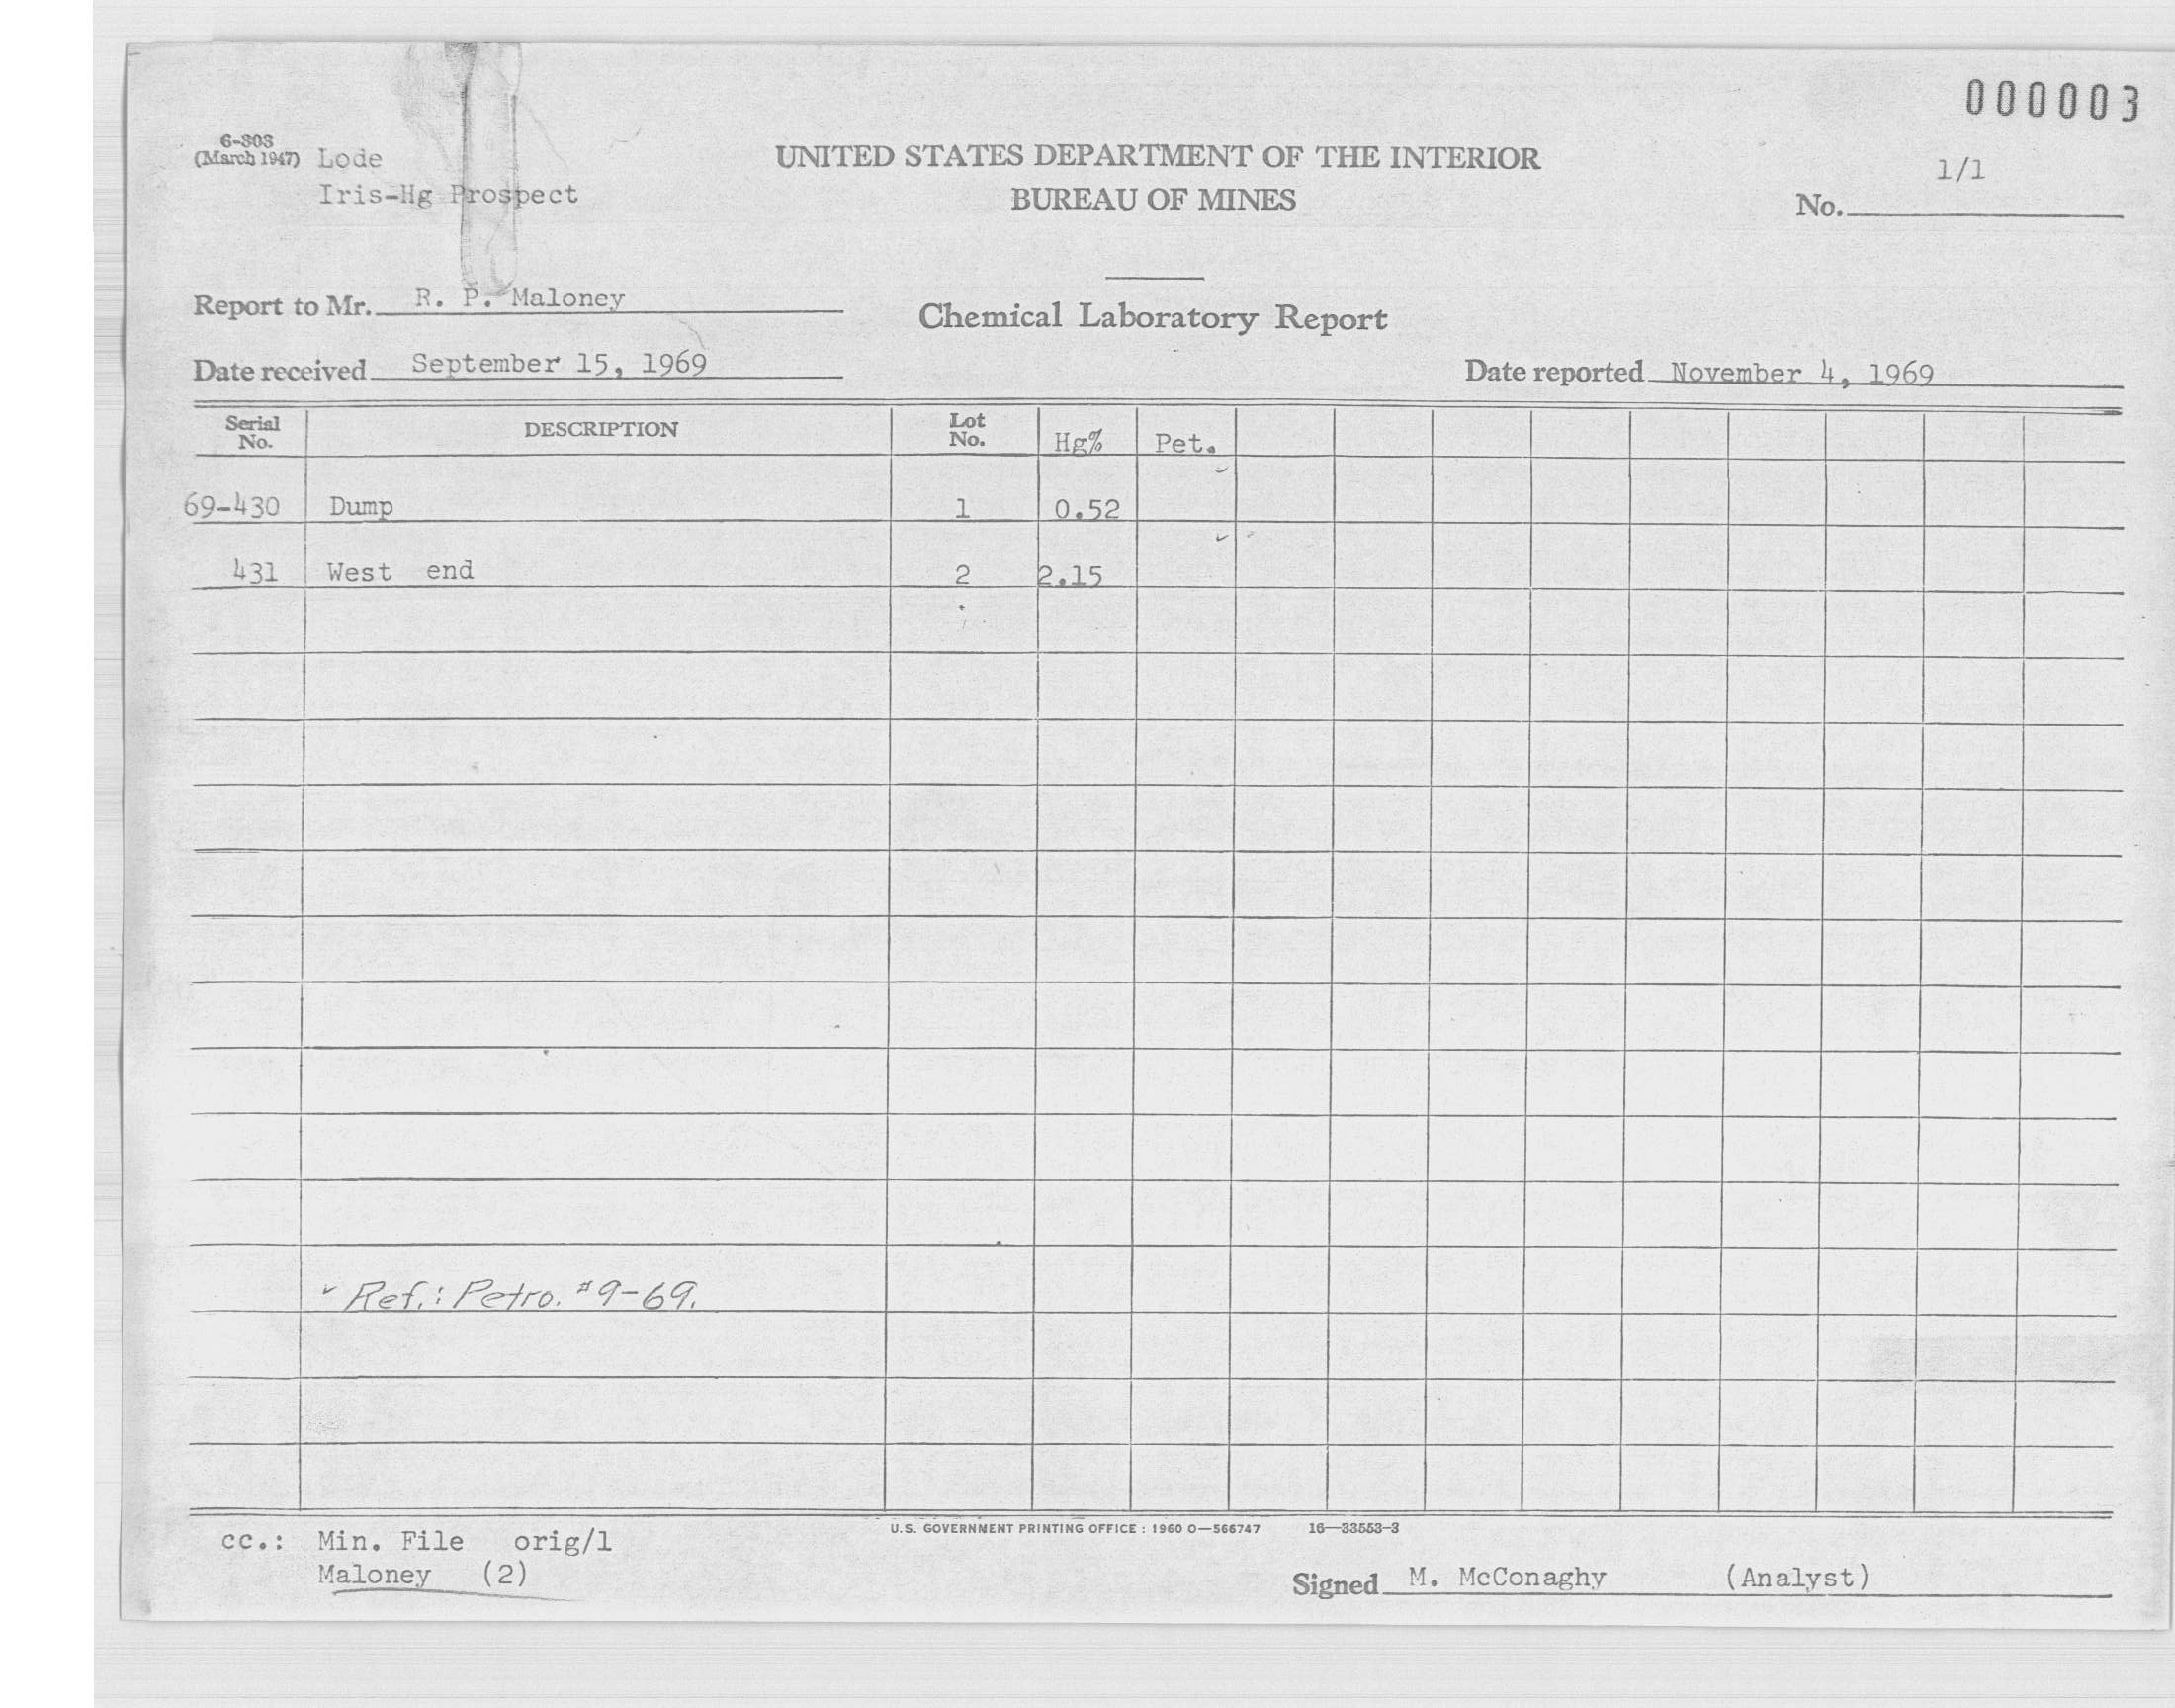 000003
6-303
(March 1947) Lode
Iris-Hg Prospect
UNITED STATES DEPARTMENT OF THE INTERIOR
BUREAU OF MINES
1/1
No.
Report to Mr. R. P. Maloney
Chemical Laboratory Report
Date received September 15, 1969
Date reported November 4, 1969
Serial No. DESCRIPTION Lot No. Hg% Pet.
69-430 Dump 1 0.52 ✓
431 West end 2 2.15 ✓
✓ Ref.: Petro. #9-69.
U.S. GOVERNMENT PRINTING OFFICE : 1960 O—566747 16—33553-3
cc.: Min. File orig/1
Maloney (2)
Signed M. McConaghy (Analyst)